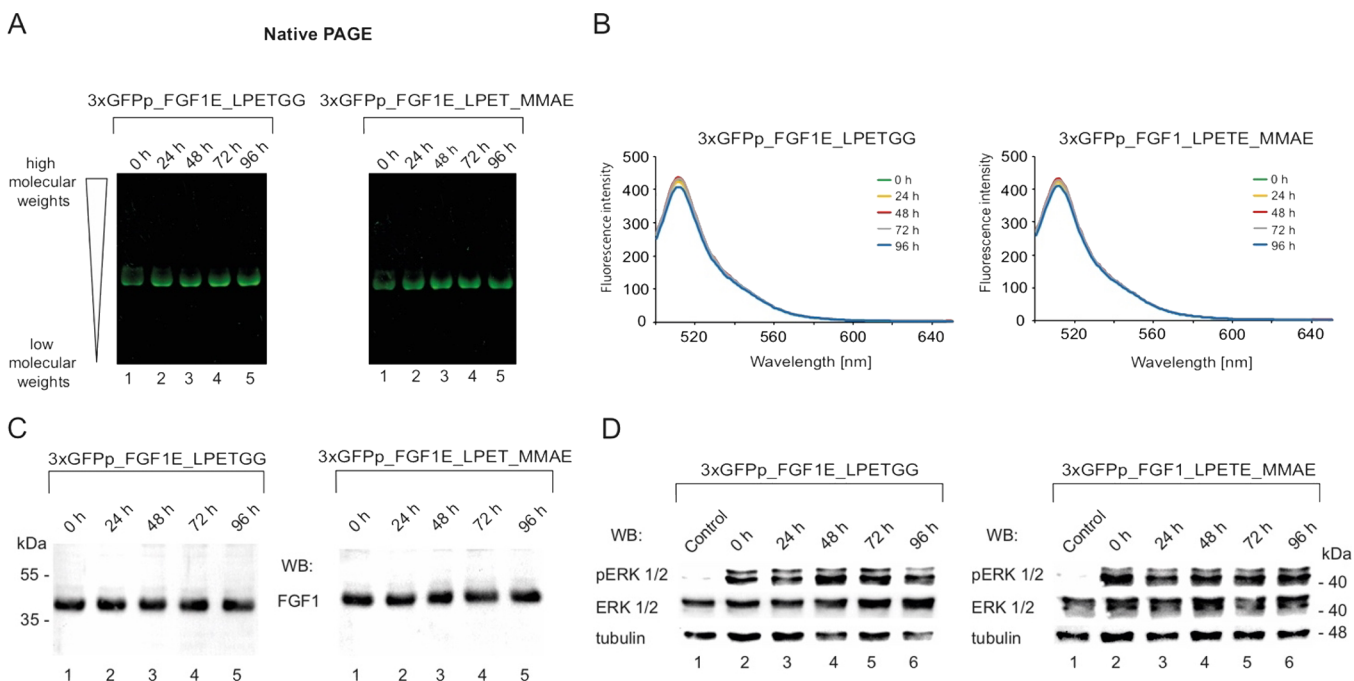 A
Native PAGE
3xGFPp_FGF1E_LPETGG
3xGFPp_FGF1E_LPET_MMAE
0 h 24 h 48 h 72 h 96 h
0 h 24 h 48 h 72 h 96 h
high
molecular
weights
low
molecular
weights
1 2 3 4 5
1 2 3 4 5
B
3xGFPp_FGF1E_LPETGG
Fluorescence intensity
500
400
300
200
100
0
0 h
24 h
48 h
72 h
96 h
520 560 600 640
Wavelength [nm]
3xGFPp_FGF1_LPETE_MMAE
Fluorescence intensity
500
400
300
200
100
0
0 h
24 h
48 h
72 h
96 h
520 560 600 640
Wavelength [nm]
C
3xGFPp_FGF1E_LPETGG
3xGFPp_FGF1E_LPET_MMAE
0 h 24 h 48 h 72 h 96 h
0 h 24 h 48 h 72 h 96 h
kDa
55 -
35 -
WB:
FGF1
1 2 3 4 5
1 2 3 4 5
D
3xGFPp_FGF1E_LPETGG
WB:
Control 0 h 24 h 48 h 72 h 96 h
pERK 1/2
ERK 1/2
tubulin
1 2 3 4 5 6
3xGFPp_FGF1_LPETE_MMAE
WB:
Control 0 h 24 h 48 h 72 h 96 h
kDa
pERK 1/2
- 40
ERK 1/2
- 40
tubulin
- 48
1 2 3 4 5 6